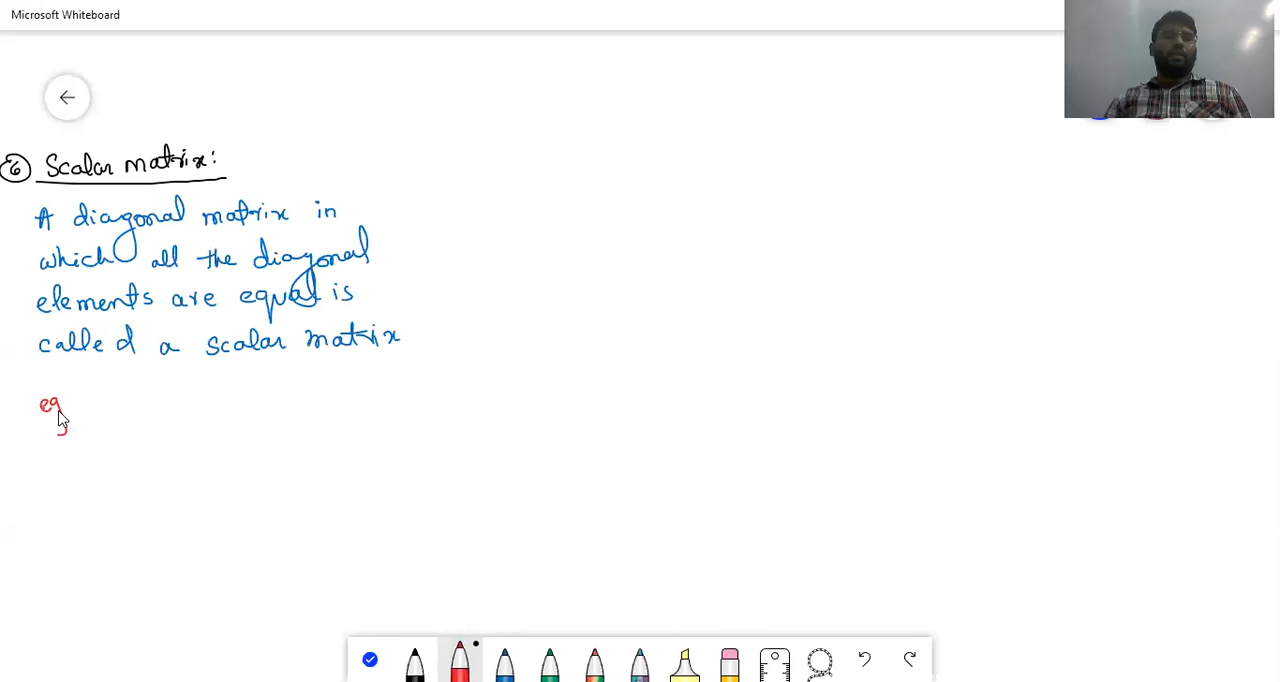 Microsoft Whiteboard
⑥ Scalar matrix:
A diagonal matrix in
which all the diagonal
elements are equal is
called a scalar matrix
eg